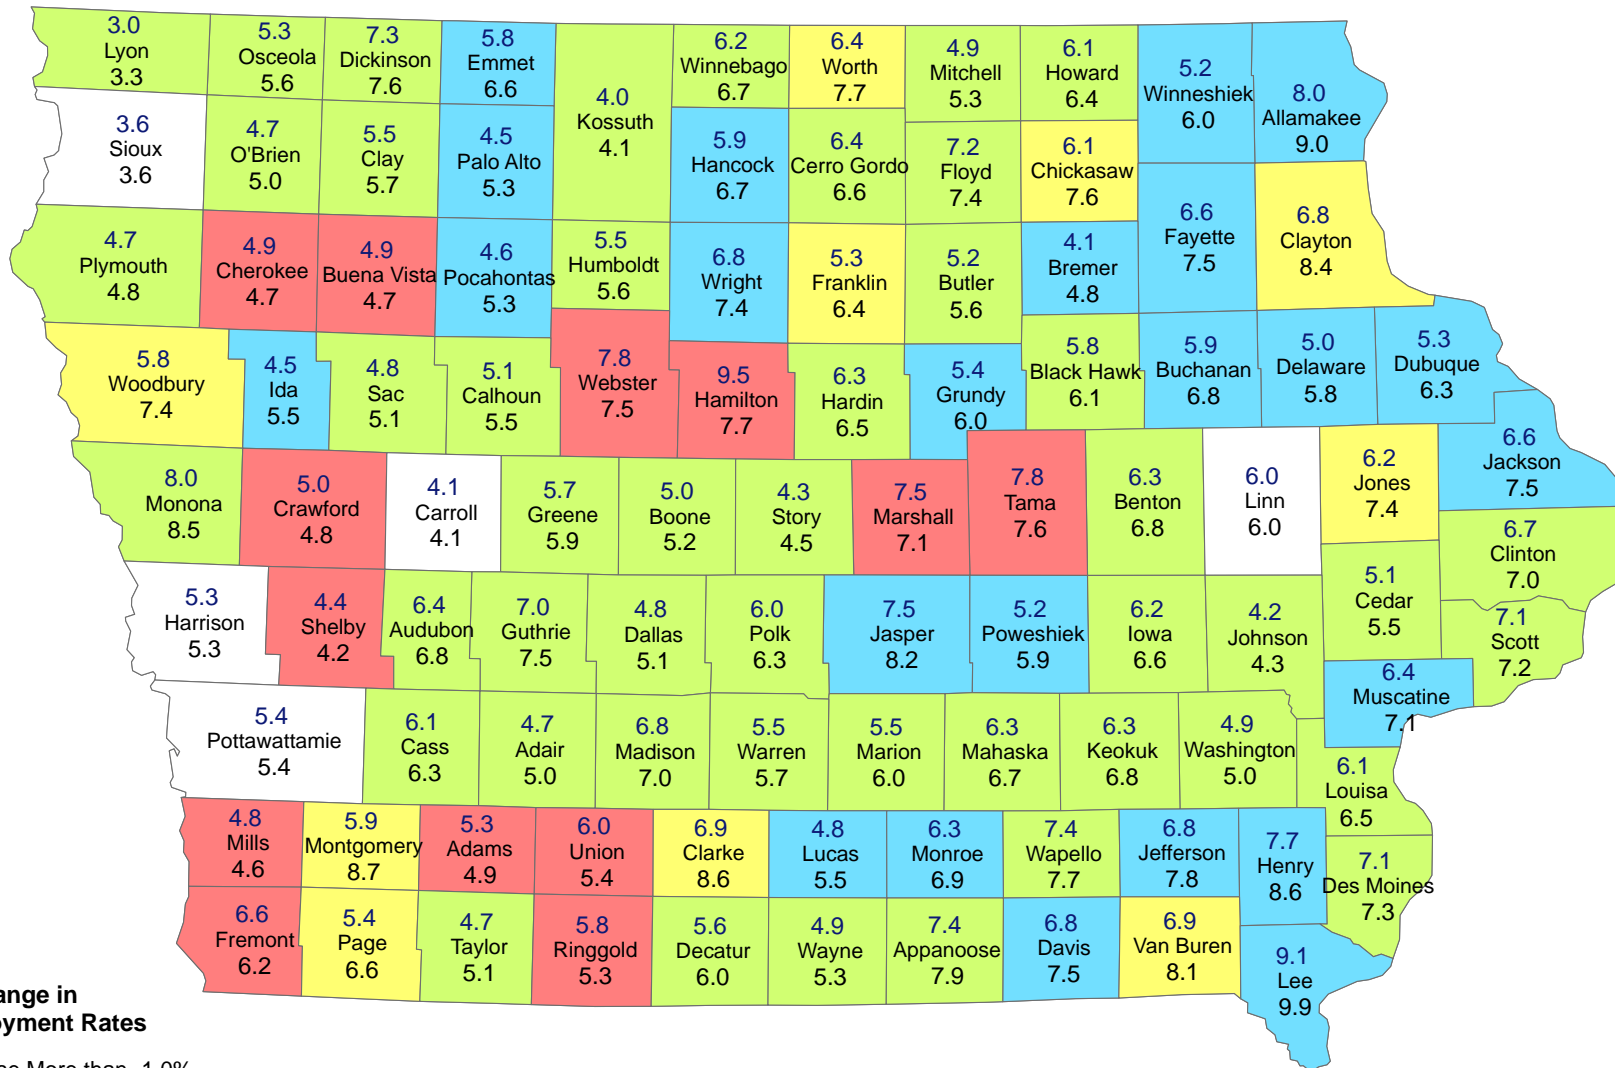 3.0
Lyon
3.3
5.3
Osceola
5.6
7.3
Dickinson
7.6
5.8
Emmet
6.6
4.0
Kossuth
4.1
6.2
Winnebago
6.7
6.4
Worth
7.7
4.9
Mitchell
5.3
6.1
Howard
6.4
5.2
Winneshiek
6.0
8.0
Allamakee
9.0
3.6
Sioux
3.6
4.7
O'Brien
5.0
5.5
Clay
5.7
4.5
Palo Alto
5.3
5.9
Hancock
6.7
6.4
Cerro Gordo
6.6
7.2
Floyd
7.4
6.1
Chickasaw
7.6
6.6
Fayette
7.5
6.8
Clayton
8.4
4.7
Plymouth
4.8
4.9
Cherokee
4.7
4.9
Buena Vista
4.7
4.6
Pocahontas
5.3
5.5
Humboldt
5.6
6.8
Wright
7.4
5.3
Franklin
6.4
5.2
Butler
5.6
4.1
Bremer
4.8
5.8
Woodbury
7.4
4.5
Ida
5.5
4.8
Sac
5.1
5.1
Calhoun
5.5
7.8
Webster
7.5
9.5
Hamilton
7.7
6.3
Hardin
6.5
5.4
Grundy
6.0
5.8
Black Hawk
6.1
5.9
Buchanan
6.8
5.0
Delaware
5.8
5.3
Dubuque
6.3
8.0
Monona
8.5
5.0
Crawford
4.8
4.1
Carroll
4.1
5.7
Greene
5.9
5.0
Boone
5.2
4.3
Story
4.5
7.5
Marshall
7.1
7.8
Tama
7.6
6.3
Benton
6.8
6.0
Linn
6.0
6.2
Jones
7.4
6.6
Jackson
7.5
6.7
Clinton
7.0
5.3
Harrison
5.3
4.4
Shelby
4.2
6.4
Audubon
6.8
7.0
Guthrie
7.5
4.8
Dallas
5.1
6.0
Polk
6.3
7.5
Jasper
8.2
5.2
Poweshiek
5.9
6.2
Iowa
6.6
4.2
Johnson
4.3
5.1
Cedar
5.5
7.1
Scott
7.2
6.4
Muscatine
7.1
5.4
Pottawattamie
5.4
6.1
Cass
6.3
4.7
Adair
5.0
6.8
Madison
7.0
5.5
Warren
5.7
5.5
Marion
6.0
6.3
Mahaska
6.7
6.3
Keokuk
6.8
4.9
Washington
5.0
6.1
Louisa
6.5
4.8
Mills
4.6
5.9
Montgomery
8.7
5.3
Adams
4.9
6.0
Union
5.4
6.9
Clarke
8.6
4.8
Lucas
5.5
6.3
Monroe
6.9
7.4
Wapello
7.7
6.8
Jefferson
7.8
7.7
Henry
8.6
7.1
Des Moines
7.3
6.6
Fremont
6.2
5.4
Page
6.6
4.7
Taylor
5.1
5.8
Ringgold
5.3
5.6
Decatur
6.0
4.9
Wayne
5.3
7.4
Appanoose
7.9
6.8
Davis
7.5
6.9
Van Buren
8.1
9.1
Lee
9.9
ange in
oyment Rates
More than -1.0%